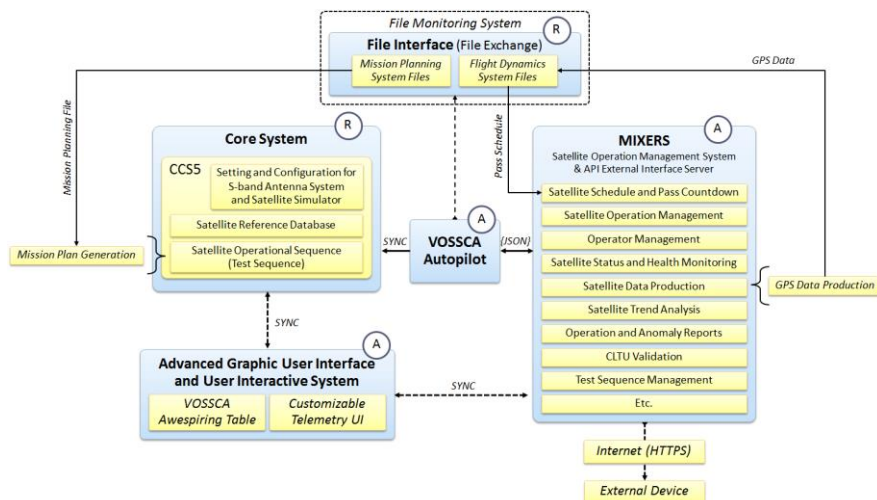 File Monitoring System
File Interface (File Exchange)
R
Mission Planning
System Files
Flight Dynamics
System Files
GPS Data
Mission Planning File
Pass Schedule
Core System
R
CCS5
Setting and Configuration for
S-band Antenna System
and Satellite Simulator
Satellite Reference Database
Satellite Operational Sequence
(Test Sequence)
Mission Plan Generation
SYNC
VOSSCA
Autopilot
A
(JSON)
MIXERS
A
Satellite Operation Management System
& API External Interface Server
Satellite Schedule and Pass Countdown
Satellite Operation Management
Operator Management
Satellite Status and Health Monitoring
Satellite Data Production
Satellite Trend Analysis
Operation and Anomaly Reports
CLTU Validation
Test Sequence Management
Etc.
GPS Data Production
SYNC
Advanced Graphic User Interface
and User Interactive System
A
VOSSCA
Awespiring Table
Customizable
Telemetry UI
SYNC
Internet (HTTPS)
External Device